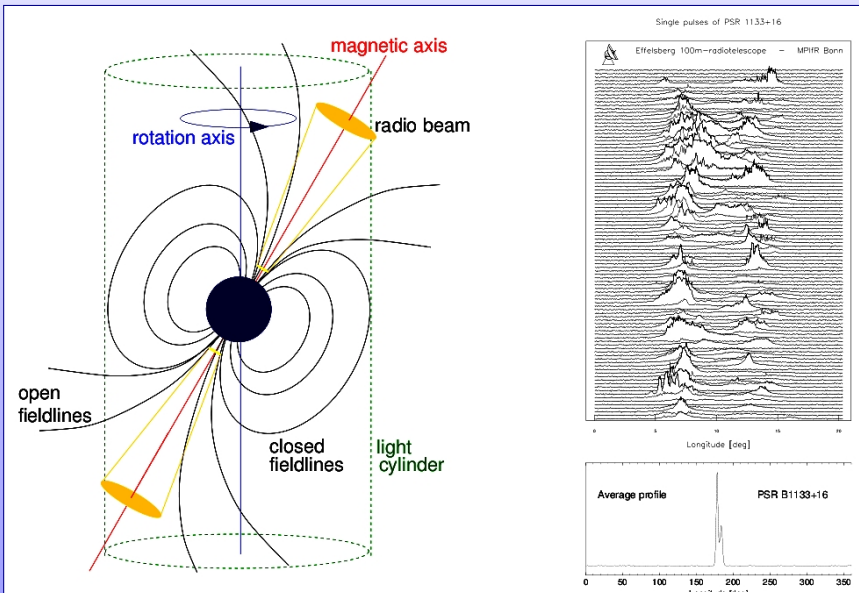 magnetic axis
radio beam
rotation axis
open
fieldlines
closed
fieldlines
light
cylinder
Single pulses of PSR 1133+16
Effelsberg 100m-radiotelescope - MPIfR Bonn
0 5 10 15 20
Longitude [deg]
Average profile PSR B1133+16
0 50 100 150 200 250 300 350
Longitude [deg]